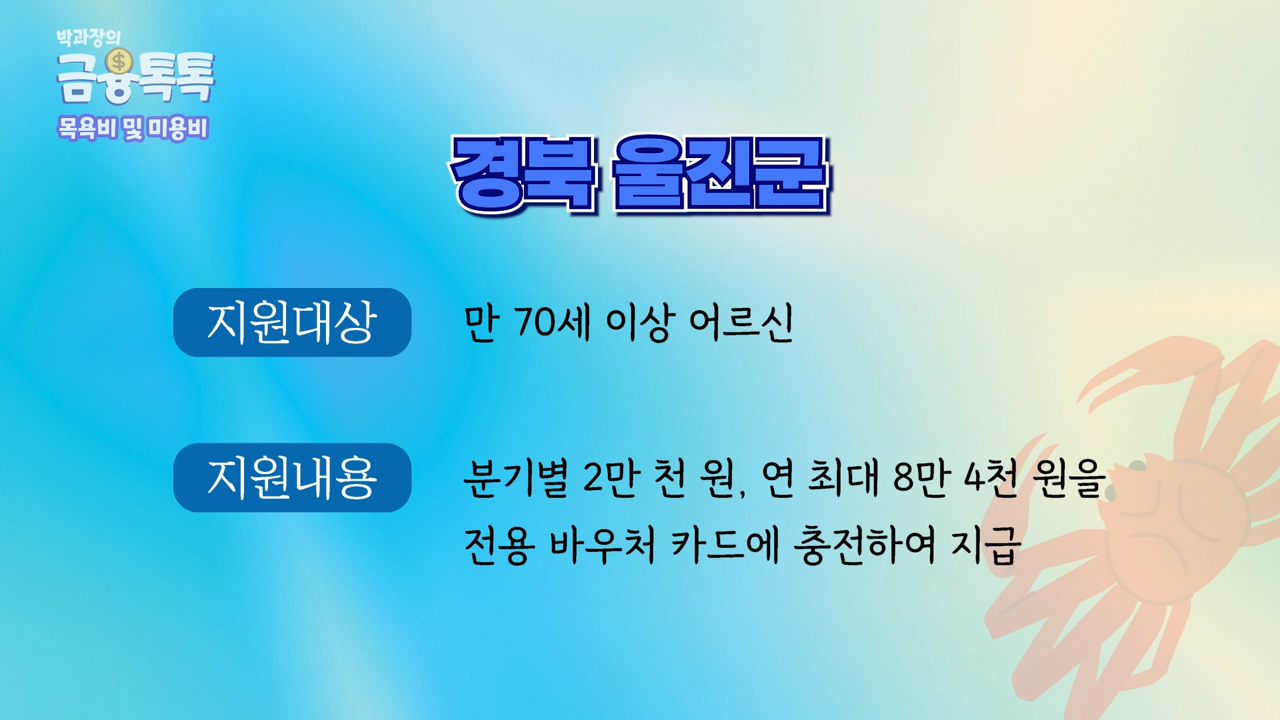 박과장의
금융톡톡
목욕비 및 미용비
경북 울진군
지원대상
만 70세 이상 어르신
지원내용
분기별 2만 천 원, 연 최대 8만 4천 원을
전용 바우처 카드에 충전하여 지급